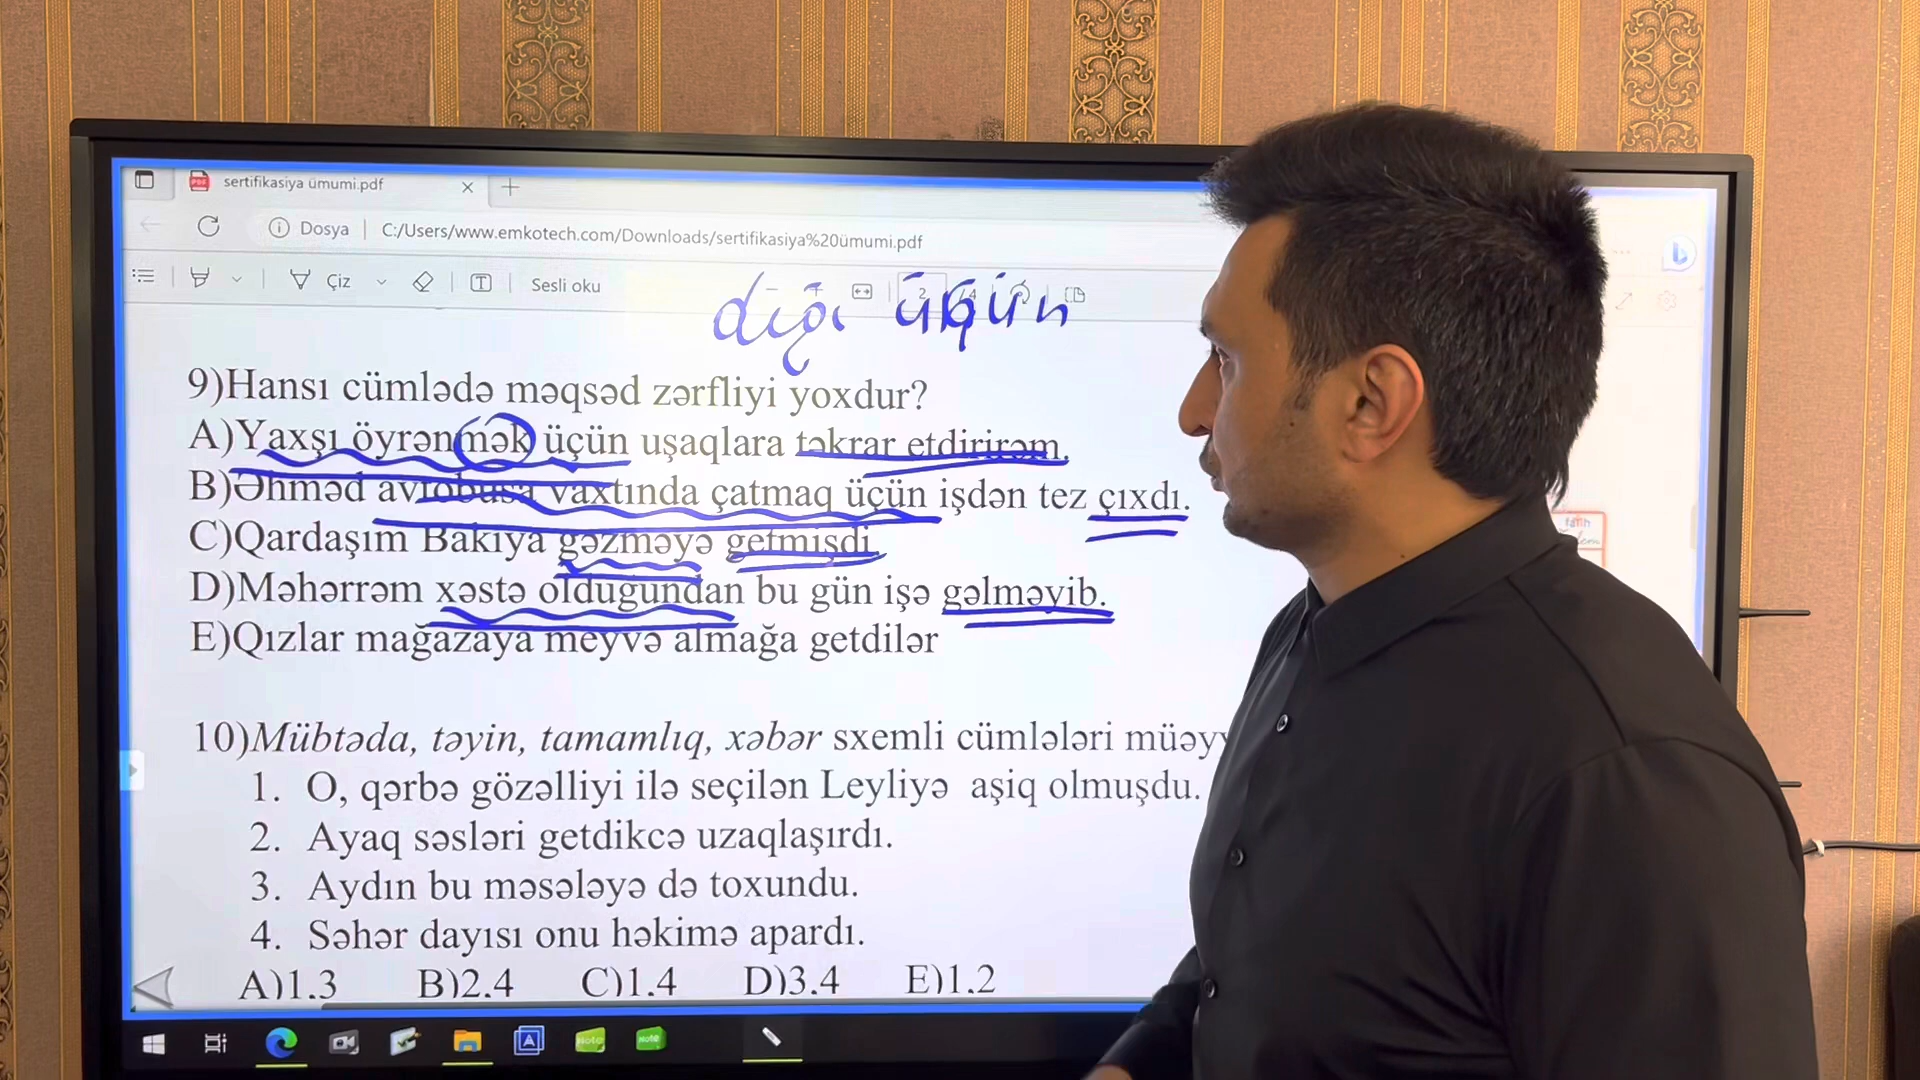 sertifikasiya ümumi.pdf
Dosya
C:/Users/www.emkotech.com/Downloads/sertifikasiya%20ümumi.pdf
Çiz
Sesli oku
dığı üçün
9)Hansı cümlədə məqsəd zərfliyi yoxdur?
A)Yaxşı öyrənmək üçün uşaqlara təkrar etdirirəm.
B)Əhməd avtobusa vaxtında çatmaq üçün işdən tez çıxdı.
C)Qardaşım Bakıya gəzməyə getmişdi
D)Məhərrəm xəstə olduğundan bu gün işə gəlməyib.
E)Qızlar mağazaya meyvə almağa getdilər
10)Mübtəda, təyin, tamamlıq, xəbər sxemli cümlələri
1. O, qərbə gözəlliyi ilə seçilən Leyliyə aşiq olmuşdu.
2. Ayaq səsləri getdikcə uzaqlaşırdı.
3. Aydın bu məsələyə də toxundu.
4. Səhər dayısı onu həkimə apardı.
A)1,3 B)2,4 C)1,4 D)3,4 E)1,2